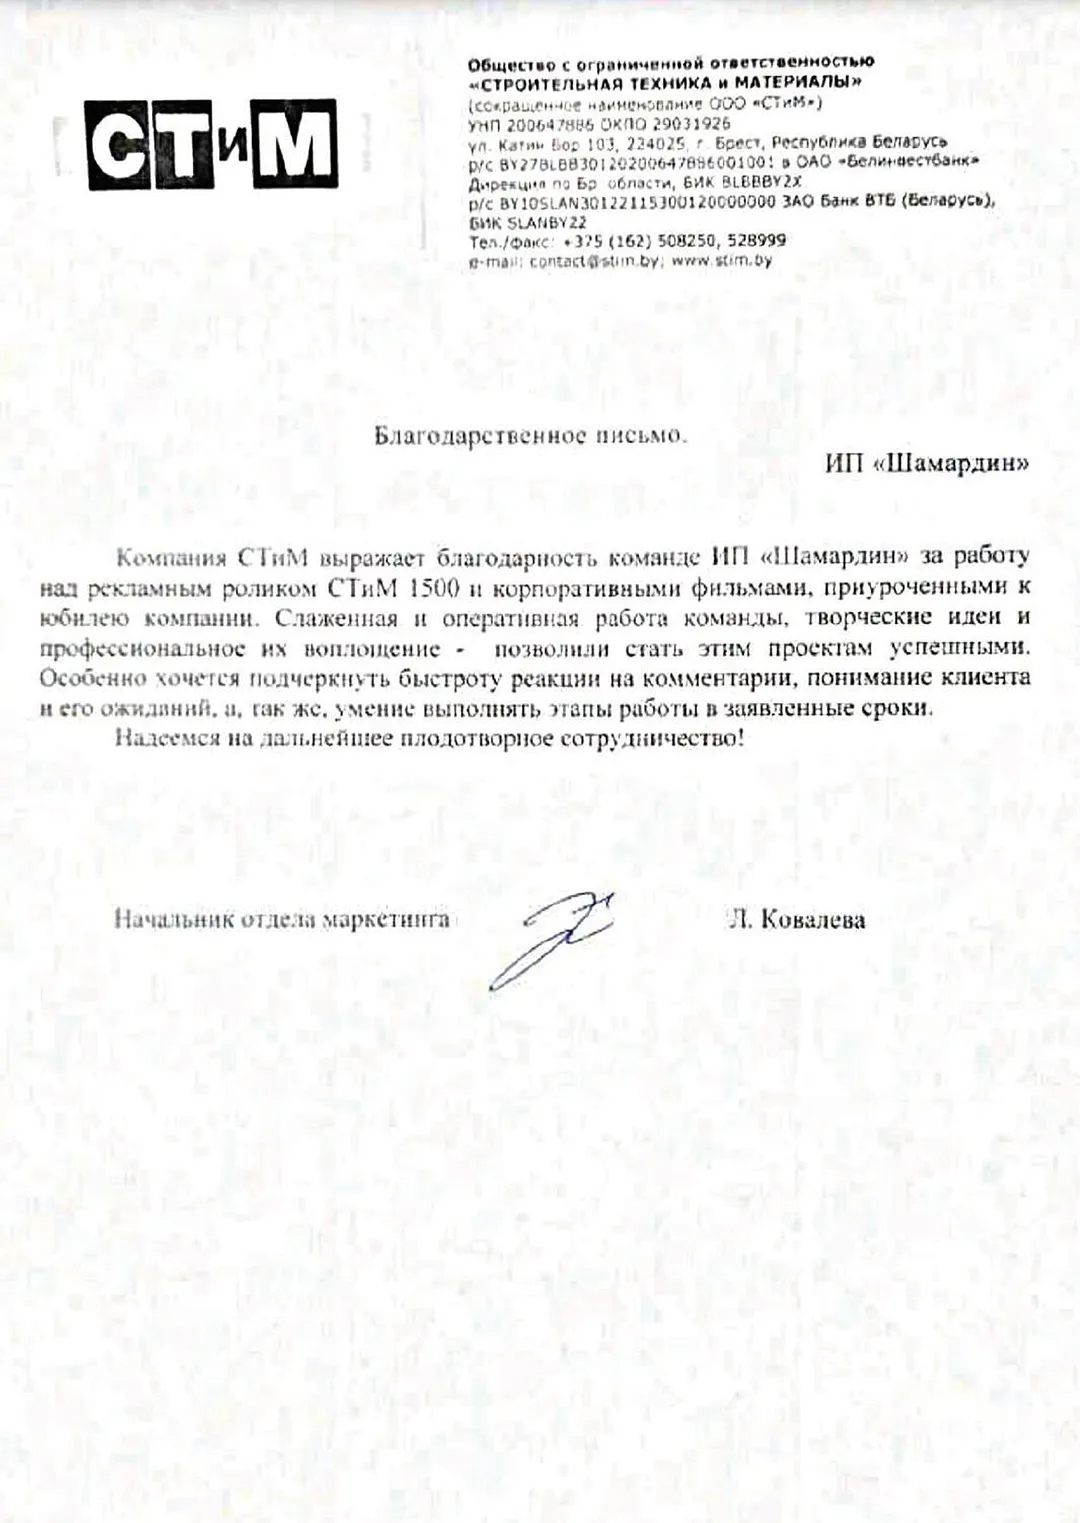 СТиМ
Общество с ограниченной ответственностью
«СТРОИТЕЛЬНАЯ ТЕХНИКА и МАТЕРИАЛЫ»
(сокращенное наименование ООО «СТиМ»)
УНП 200647886 ОКПО 29031926
ул. Катин Бор 103, 224025, г. Брест, Республика Беларусь
р/с BY27BLBB30120200647886001001 в ОАО «Белинвестбанк»
Дирекция по Бр. области, БИК BLBBBY2X
р/с BY10SLAN30122115300120000000 ЗАО Банк ВТБ (Беларусь),
БИК SLANBY22
Тел./факс: +375 (162) 508250, 528999
e-mail: contact@stim.by; www.stim.by
Благодарственное письмо.
ИП «Шамардин»
Компания СТиМ выражает благодарность команде ИП «Шамардин» за работу
над рекламным роликом СТиМ 1500 и корпоративными фильмами, приуроченными к
юбилею компании. Слаженная и оперативная работа команды, творческие идеи и
профессиональное их воплощение - позволили стать этим проектам успешными.
Особенно хочется подчеркнуть быстроту реакции на комментарии, понимание клиента
и его ожиданий, а, так же, умение выполнять этапы работы в заявленные сроки.
Надеемся на дальнейшее плодотворное сотрудничество!
Начальник отдела маркетинга Л. Ковалева